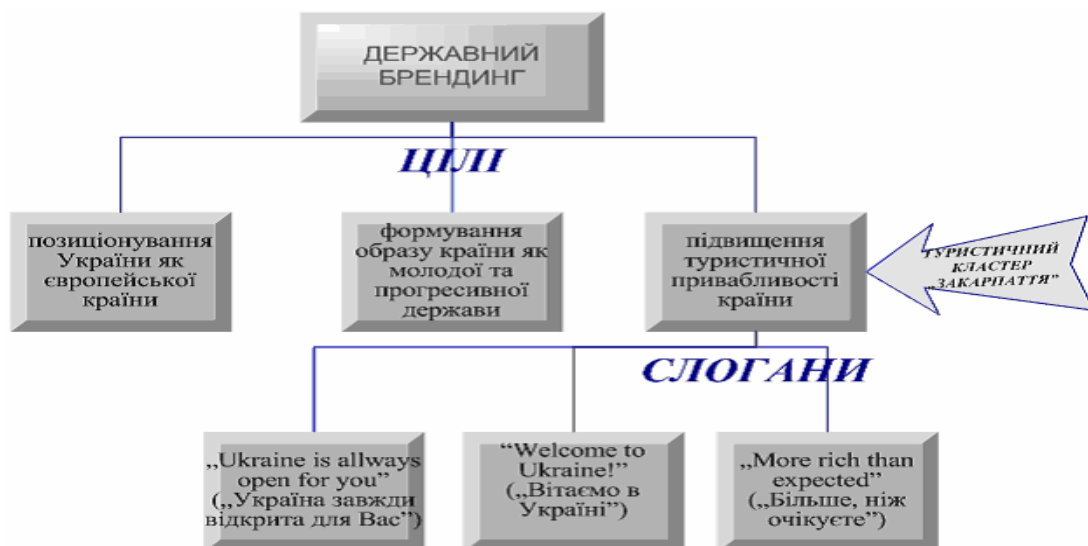 ДЕРЖАВНИЙ
БРЕНДИНГ
ЦІЛІ
позиціонування
України як
європейської
країни
формування
образу країни як
молодої та
прогресивної
держави
підвищення
туристичної
привабливості
країни
ТУРИСТИЧНИЙ
КЛАСТЕР
„ЗАКАРПАТТЯ”
СЛОГАНИ
„Ukraine is allways
open for you”
(„Україна завжди
відкрита для Вас”)
“Welcome to
Ukraine!”
(„Вітаємо в
Україні”)
„More rich than
expected”
(„Більше, ніж
очікуєте”)